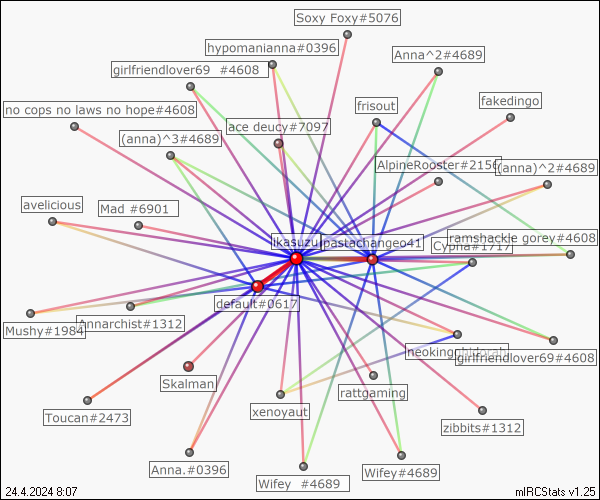 Soxy Foxy#5076
hypomanianna#0396
Anna^2#4689
girlfriendlover69 #4608
fakedingo
no cops no laws no hope#4608
frisout
ace deucy#7097
(anna)^3#4689
AlpineRooster#2156
(anna)^2#4689
avelicious
Mad #6901
ikasuzu
pastachangeo41
Cypna#1717
ramshackle gorey#4608
default#0617
Mushy#1984
Annarchist#1312
neokingghidorah
girlfriendlover69#4608
Skalman
rattgaming
Toucan#2473
xenoyaut
zibbits#1312
Anna.#0396
Wifey #4689
Wifey#4689
24.4.2024 8:07
mIRCStats v1.25